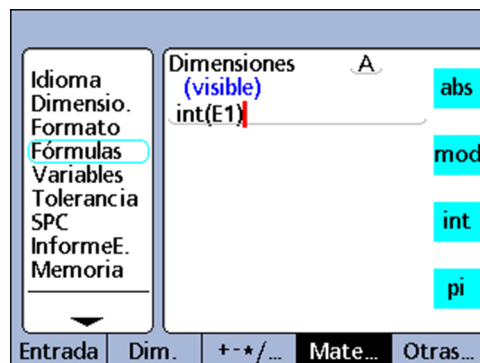 Idioma
Dimensio.
Formato
Fórmulas
Variables
Tolerancia
SPC
InformeE.
Memoria
Dimensiones A
(visible)
int(E1)
abs
mod
int
pi
Entrada Dim. +-*/... Mate... Otras...